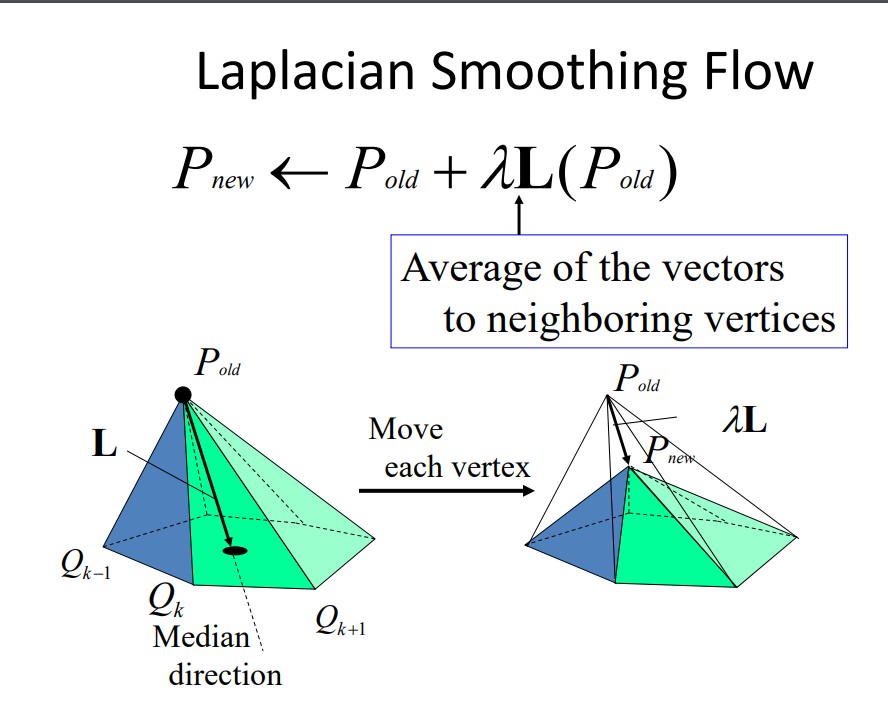 Laplacian Smoothing Flow
P_new ← P_old + λL(P_old)
Average of the vectors
to neighboring vertices
P_old
L
Q_k−1
Q_k
Q_k+1
Median
direction
Move
each vertex
P_old
λL
P_new